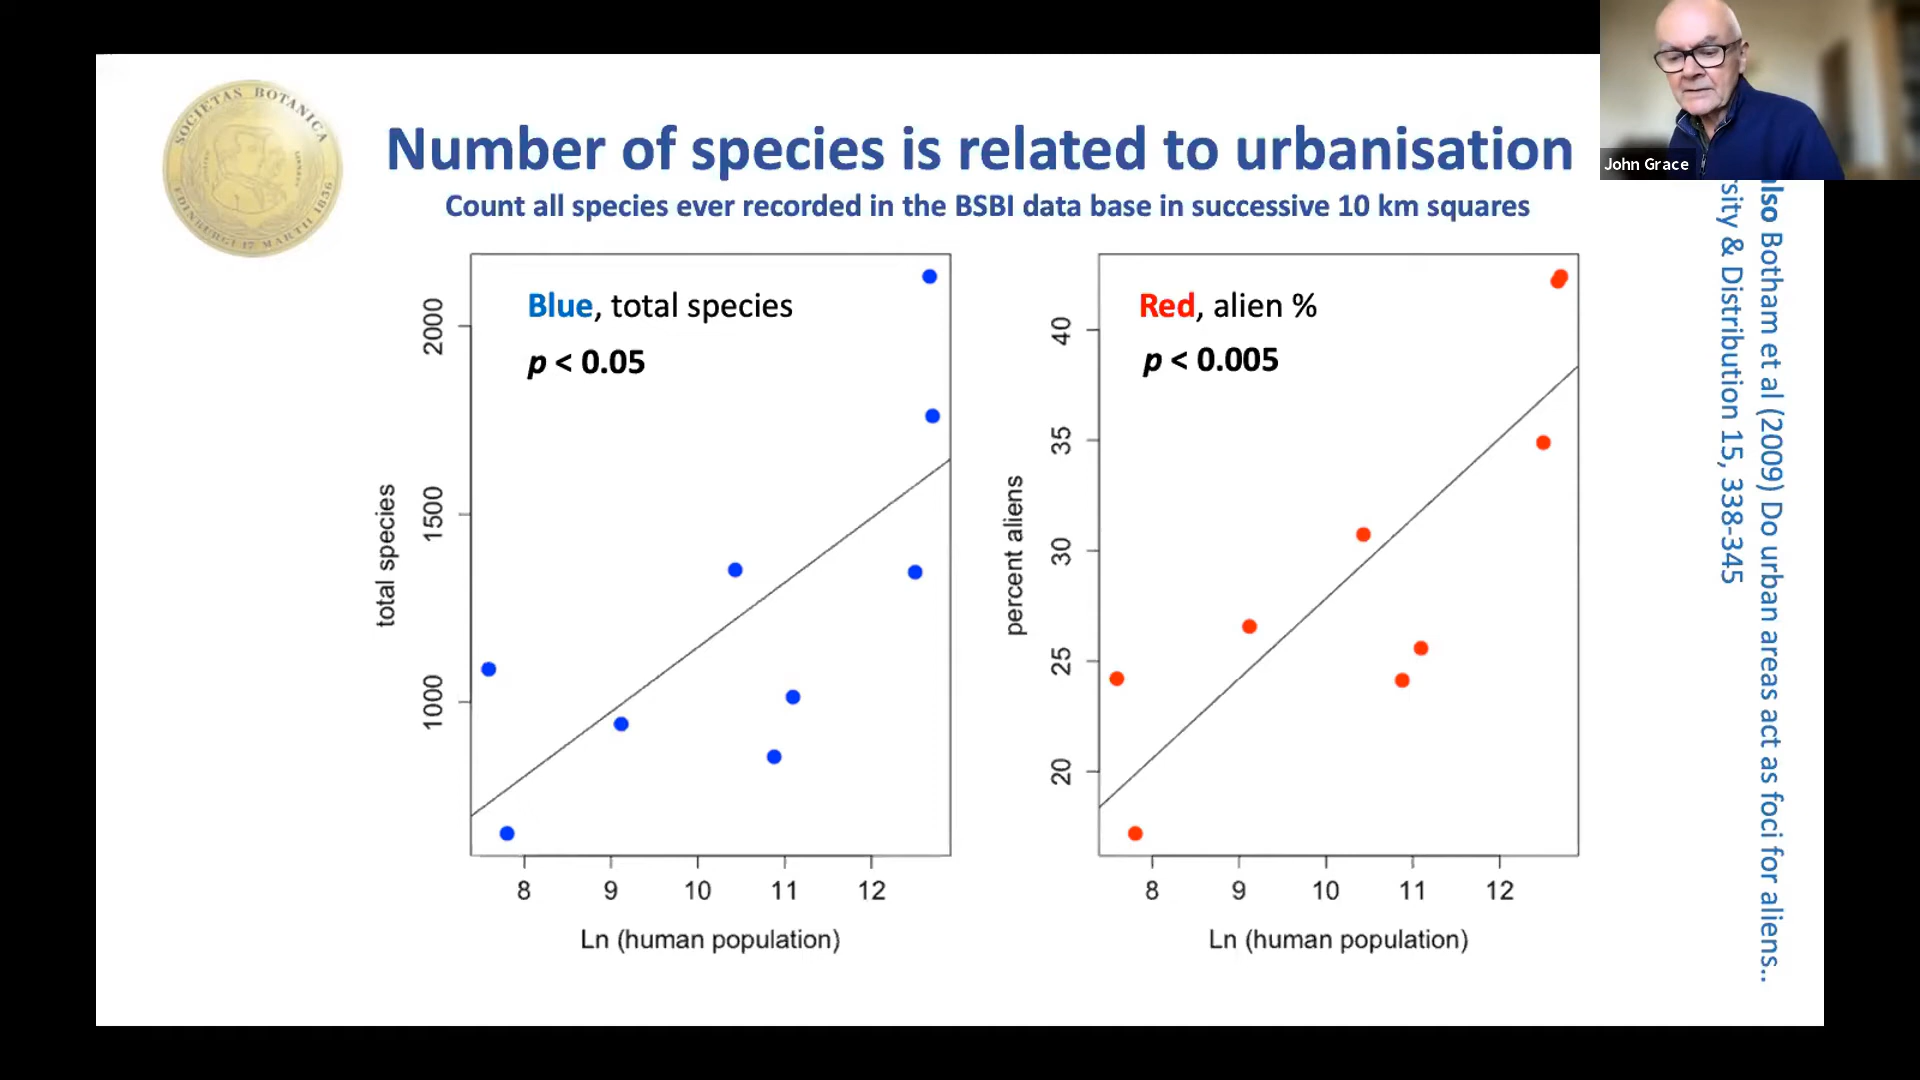 SOCIETAS BOTANICA
EDINBURGI 17 MARTII 1836
Number of species is related to urbanisation
Count all species ever recorded in the BSBI data base in successive 10 km squares
John Grace
Blue, total species
p < 0.05
total species
2000
1500
1000
8 9 10 11 12
Ln (human population)
Red, alien %
p < 0.005
percent aliens
40
35
30
25
20
8 9 10 11 12
Ln (human population)
also Botham et al (2009) Do urban areas act as foci for aliens..
rsity & Distribution 15, 338-345